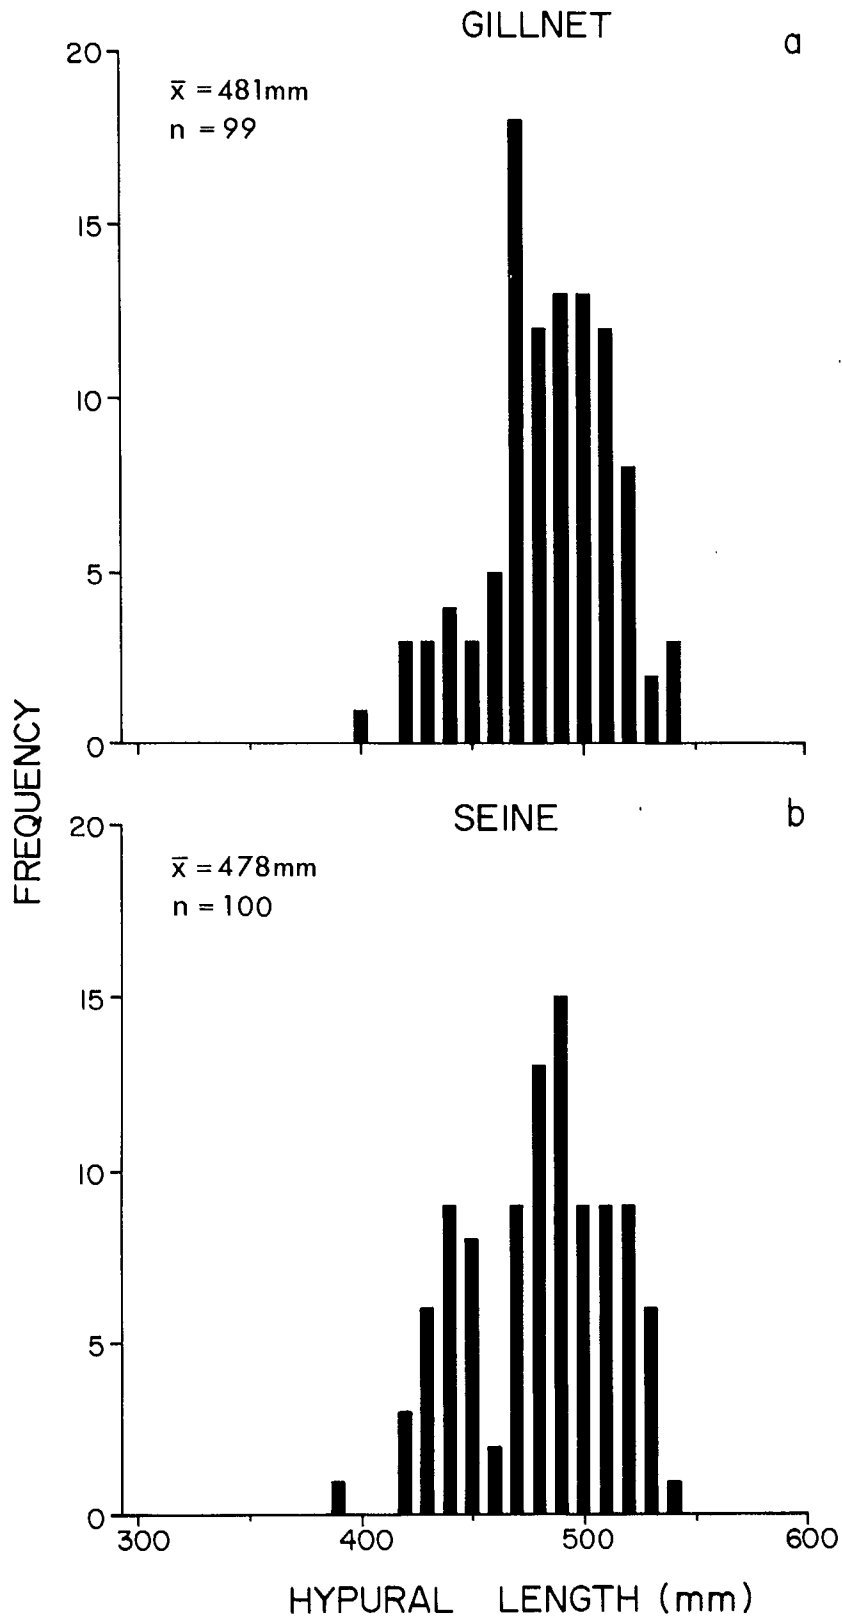 GILLNET
a
x̄ = 481mm
n = 99
20
15
10
5
0
FREQUENCY
SEINE
b
x̄ = 478mm
n = 100
20
15
10
5
0
300 400 500 600
HYPURAL LENGTH (mm)